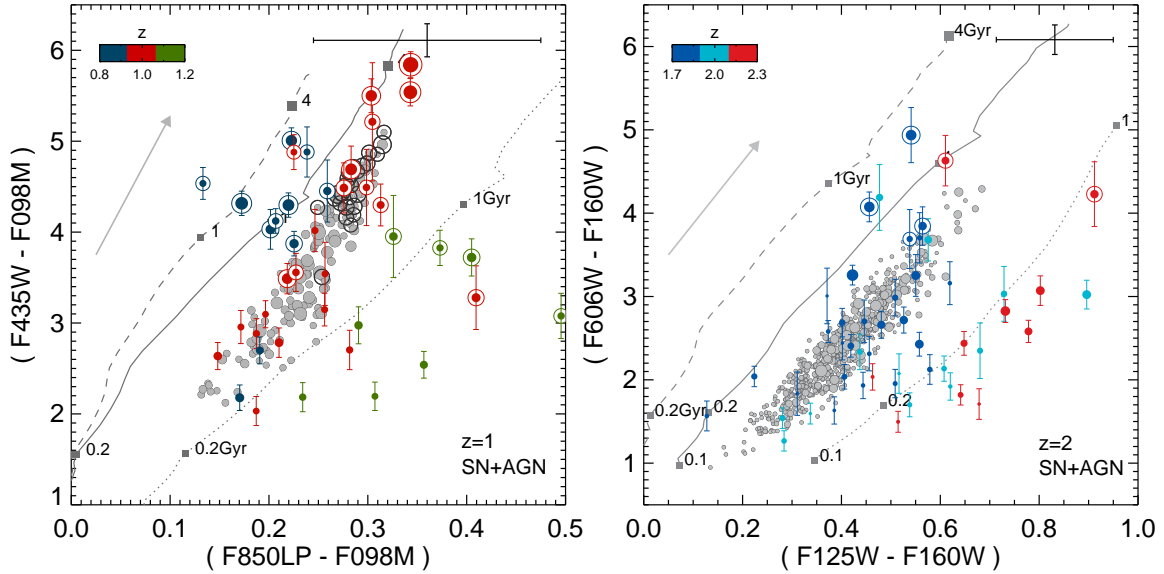 6
5
4
3
2
1
0.0
0.1
0.2
0.3
0.4
0.5
( F435W - F098M )
( F850LP - F098M )
z
0.8
1.0
1.2
4
1
1Gyr
0.2
0.2Gyr
z=1
SN+AGN
6
5
4
3
2
1
0.0
0.2
0.4
0.6
0.8
1.0
( F606W - F160W )
( F125W - F160W )
z
1.7
2.0
2.3
4Gyr
1
1Gyr
0.2Gyr
0.2
0.2
0.1
0.1
z=2
SN+AGN